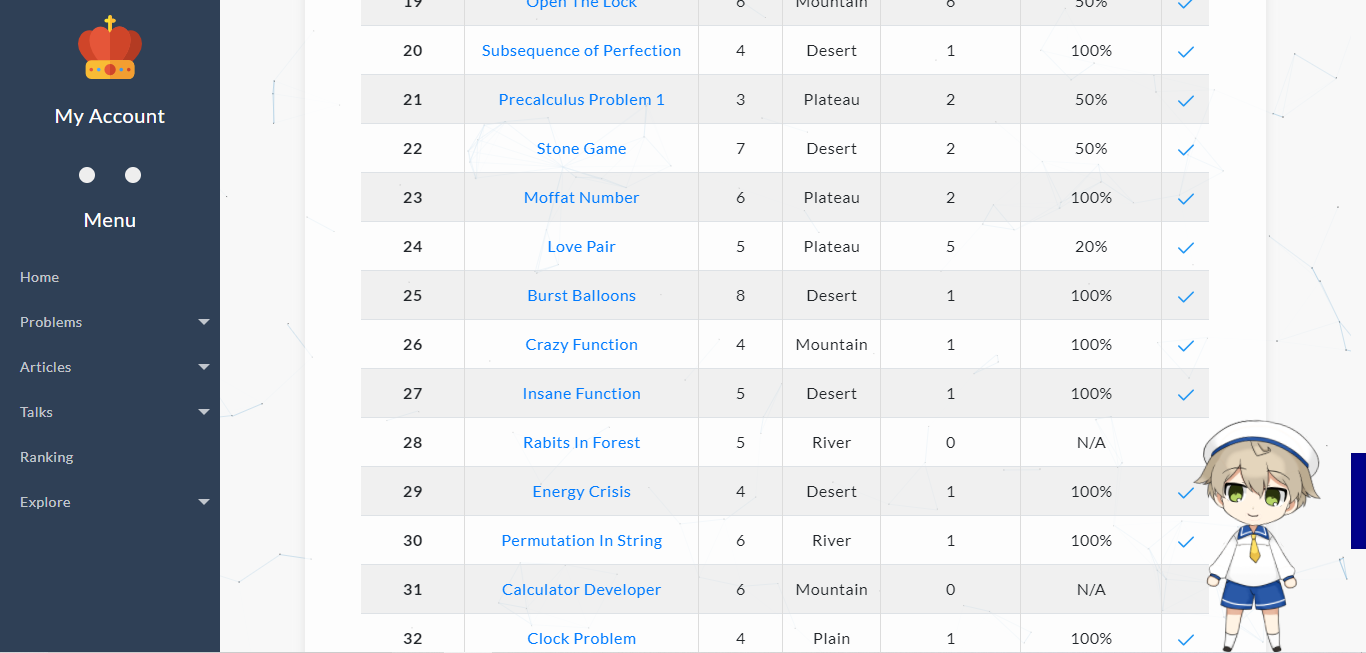 My Account
Menu
Home
Problems
Articles
Talks
Ranking
Explore
19 Open The Lock 6 Mountain 6 50%
20 Subsequence of Perfection 4 Desert 1 100%
21 Precalculus Problem 1 3 Plateau 2 50%
22 Stone Game 7 Desert 2 50%
23 Moffat Number 6 Plateau 2 100%
24 Love Pair 5 Plateau 5 20%
25 Burst Balloons 8 Desert 1 100%
26 Crazy Function 4 Mountain 1 100%
27 Insane Function 5 Desert 1 100%
28 Rabits In Forest 5 River 0 N/A
29 Energy Crisis 4 Desert 1 100%
30 Permutation In String 6 River 1 100%
31 Calculator Developer 6 Mountain 0 N/A
32 Clock Problem 4 Plain 1 100%